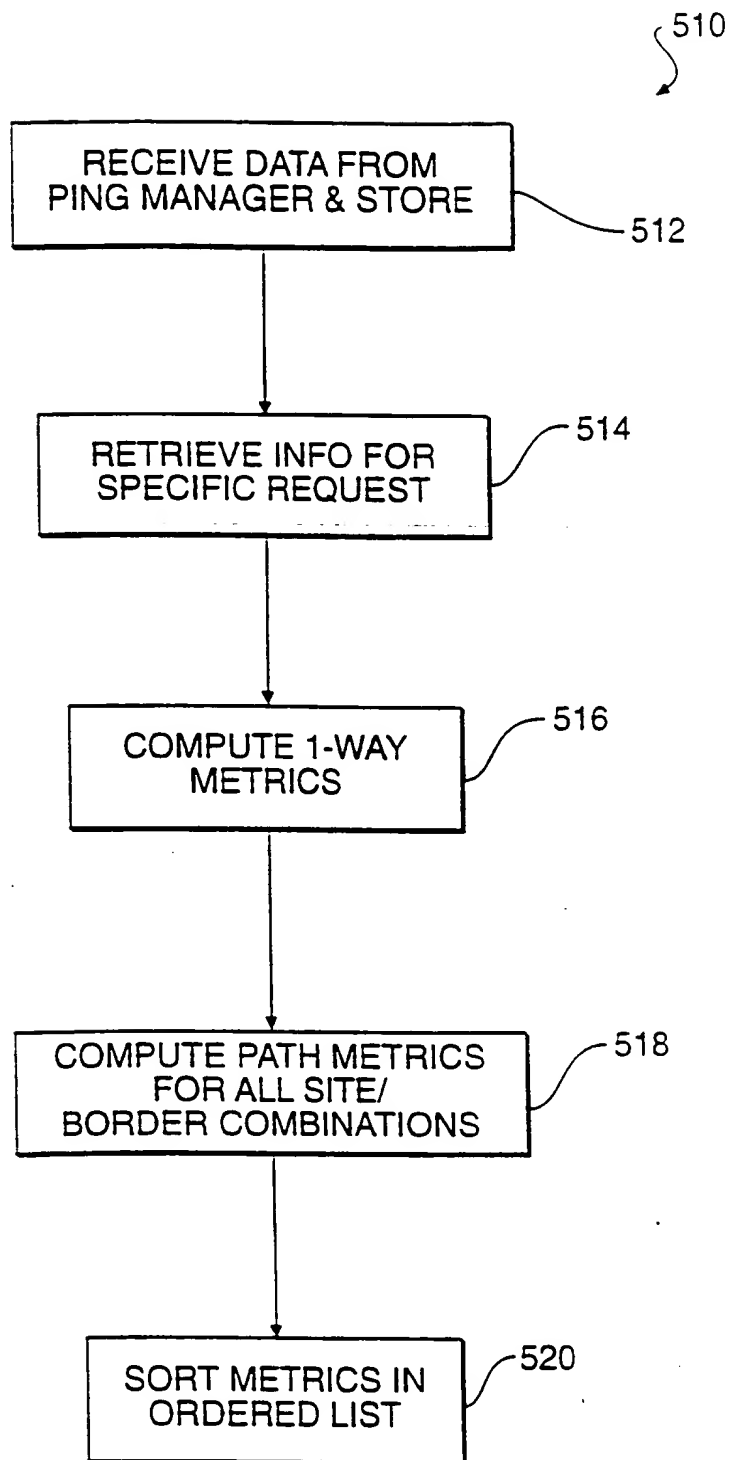 510
RECEIVE DATA FROM
PING MANAGER & STORE
512
RETRIEVE INFO FOR
SPECIFIC REQUEST
514
COMPUTE 1-WAY
METRICS
516
COMPUTE PATH METRICS
FOR ALL SITE/
BORDER COMBINATIONS
518
SORT METRICS IN
ORDERED LIST
520